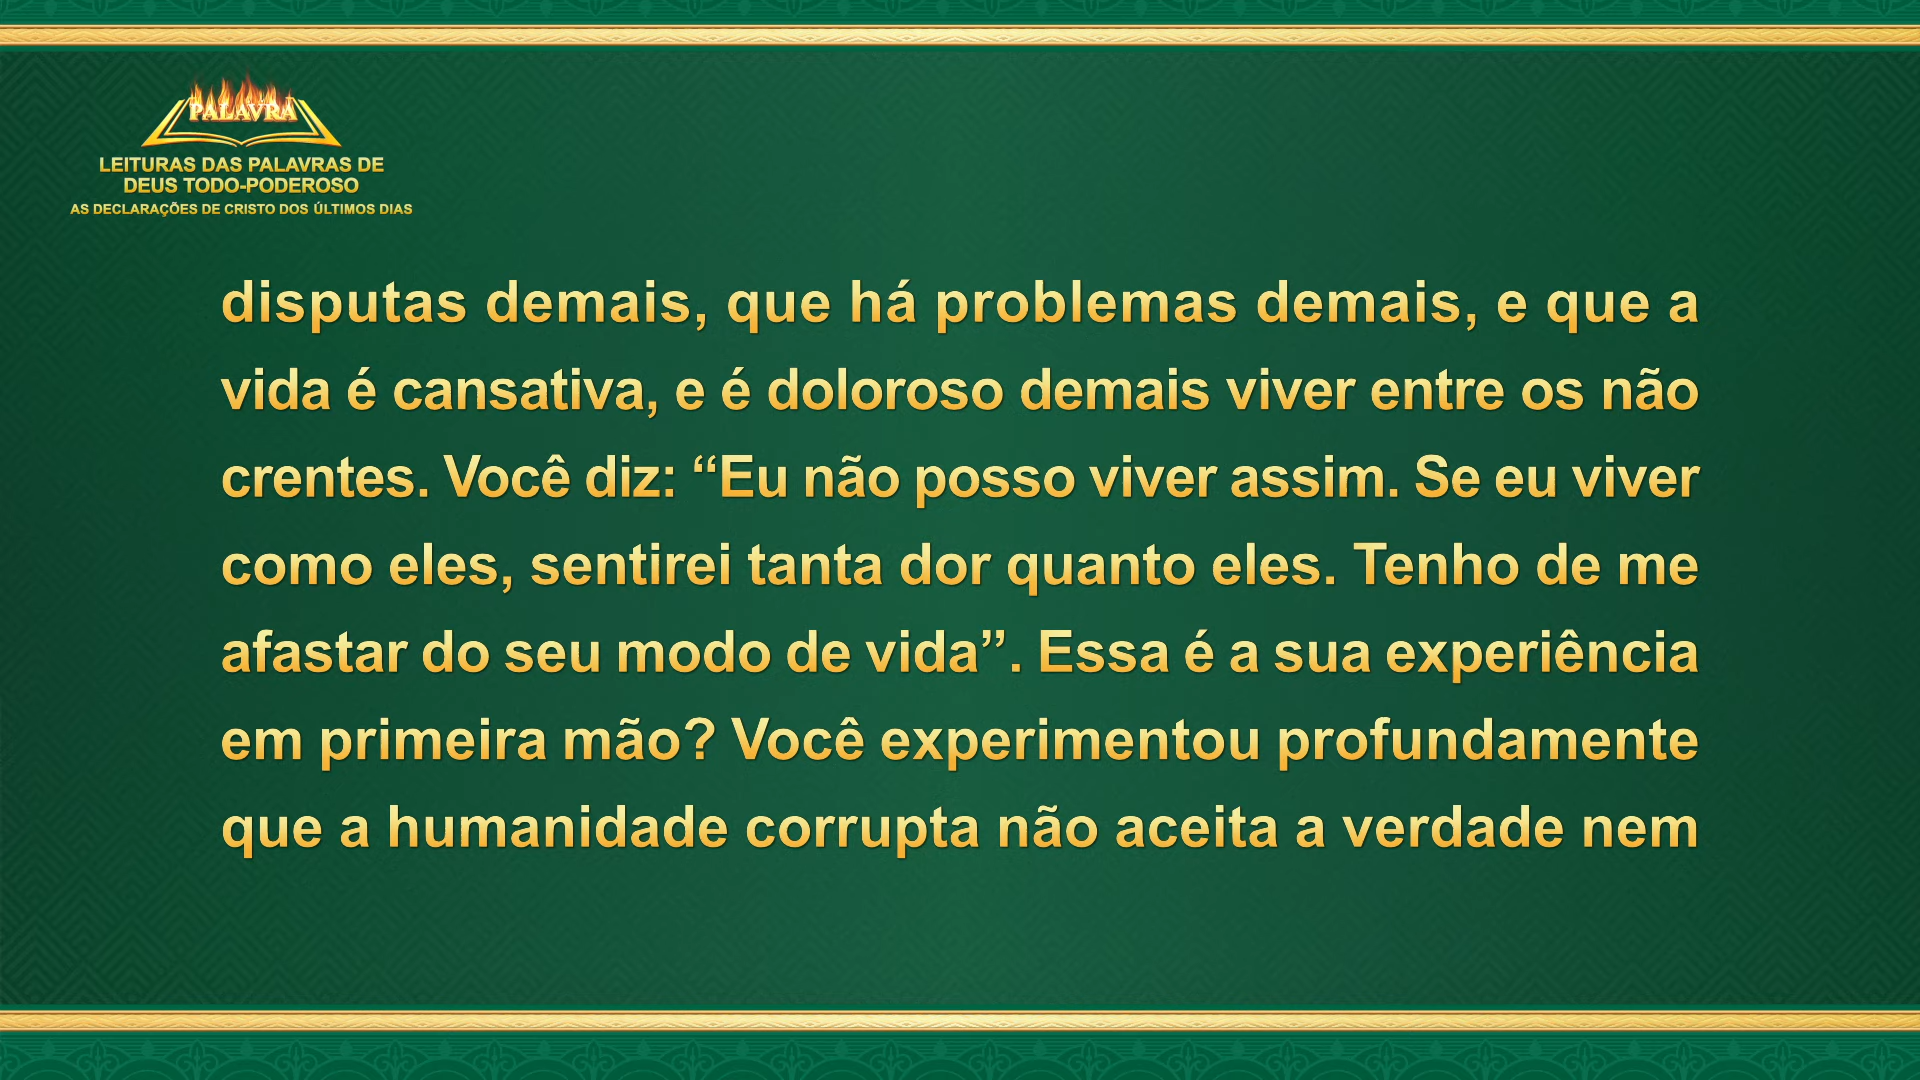 PALAVRA
LEITURAS DAS PALAVRAS DE
DEUS TODO-PODEROSO
AS DECLARAÇÕES DE CRISTO DOS ÚLTIMOS DIAS
disputas demais, que há problemas demais, e que a
vida é cansativa, e é doloroso demais viver entre os não
crentes. Você diz: “Eu não posso viver assim. Se eu viver
como eles, sentirei tanta dor quanto eles. Tenho de me
afastar do seu modo de vida”. Essa é a sua experiência
em primeira mão? Você experimentou profundamente
que a humanidade corrupta não aceita a verdade nem